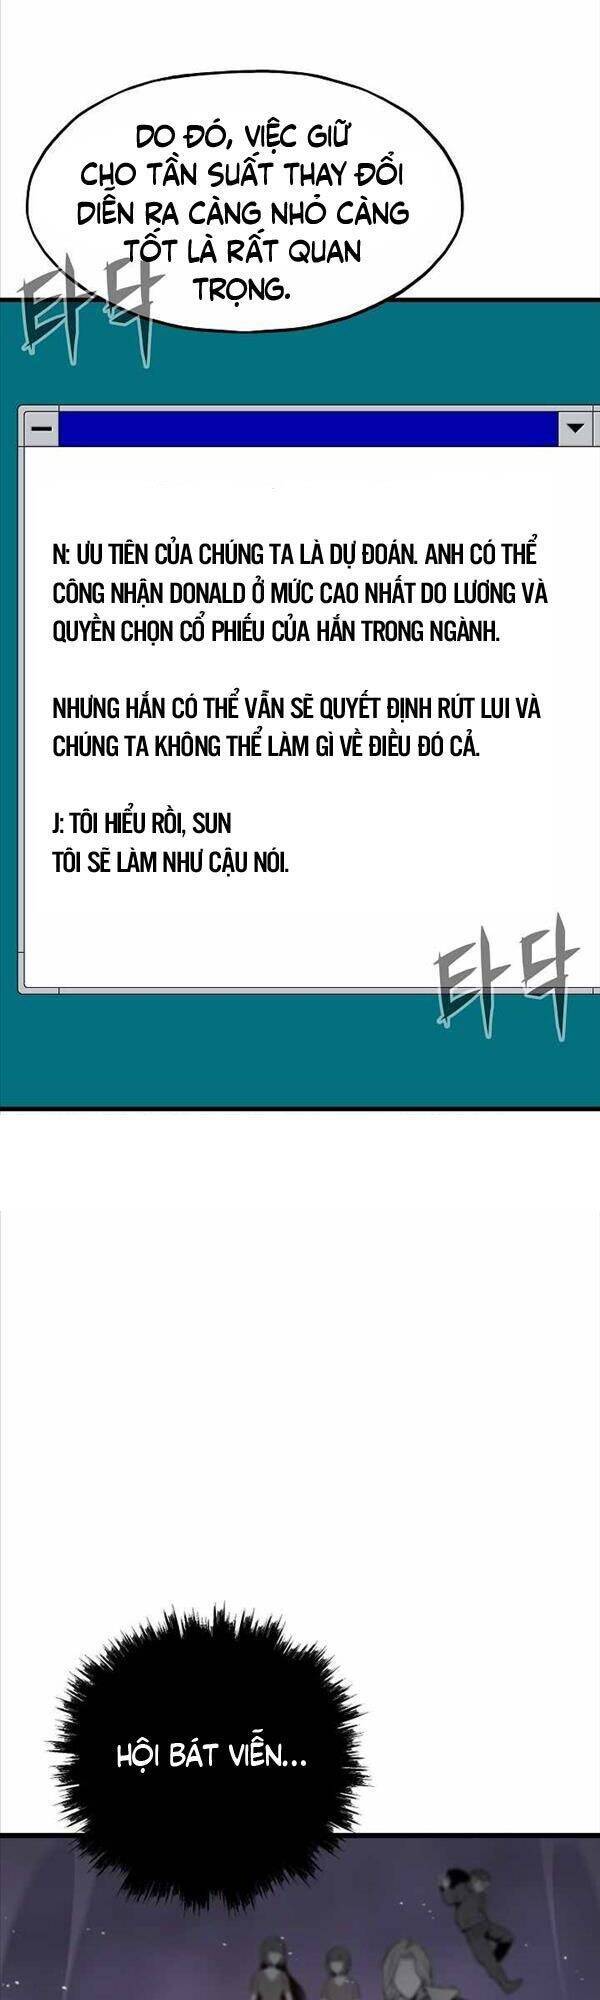 DO ĐÓ, VIỆC GIỮ
CHO TẦN SUẤT THAY ĐỔI
DIỄN RA CÀNG NHỎ CÀNG
TỐT LÀ RẤT QUAN
TRỌNG.
타닥
N: ƯU TIÊN CỦA CHÚNG TA LÀ DỰ ĐOÁN. ANH CÓ THỂ
CÔNG NHẬN DONALD Ở MỨC CAO NHẤT DO LƯƠNG VÀ
QUYỀN CHỌN CỔ PHIẾU CỦA HẮN TRONG NGÀNH.
NHƯNG HẮN CÓ THỂ VẪN SẼ QUYẾT ĐỊNH RÚT LUI VÀ
CHÚNG TA KHÔNG THỂ LÀM GÌ VỀ ĐIỀU ĐÓ CẢ.
J: TÔI HIỂU RỒI, SUN
TÔI SẼ LÀM NHƯ CẬU NÓI.
타닥
HỘI BÁT VIỄN...